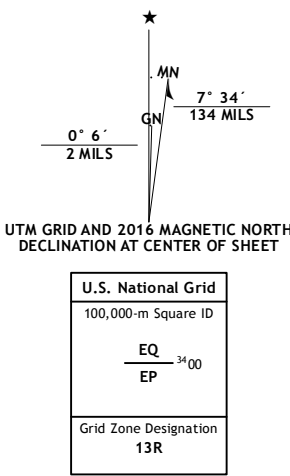 MN
GN
7° 34´
134 MILS
0° 6´
2 MILS
UTM GRID AND 2016 MAGNETIC NORTH
DECLINATION AT CENTER OF SHEET
U.S. National Grid
100,000-m Square ID
EQ
3400
EP
Grid Zone Designation
13R